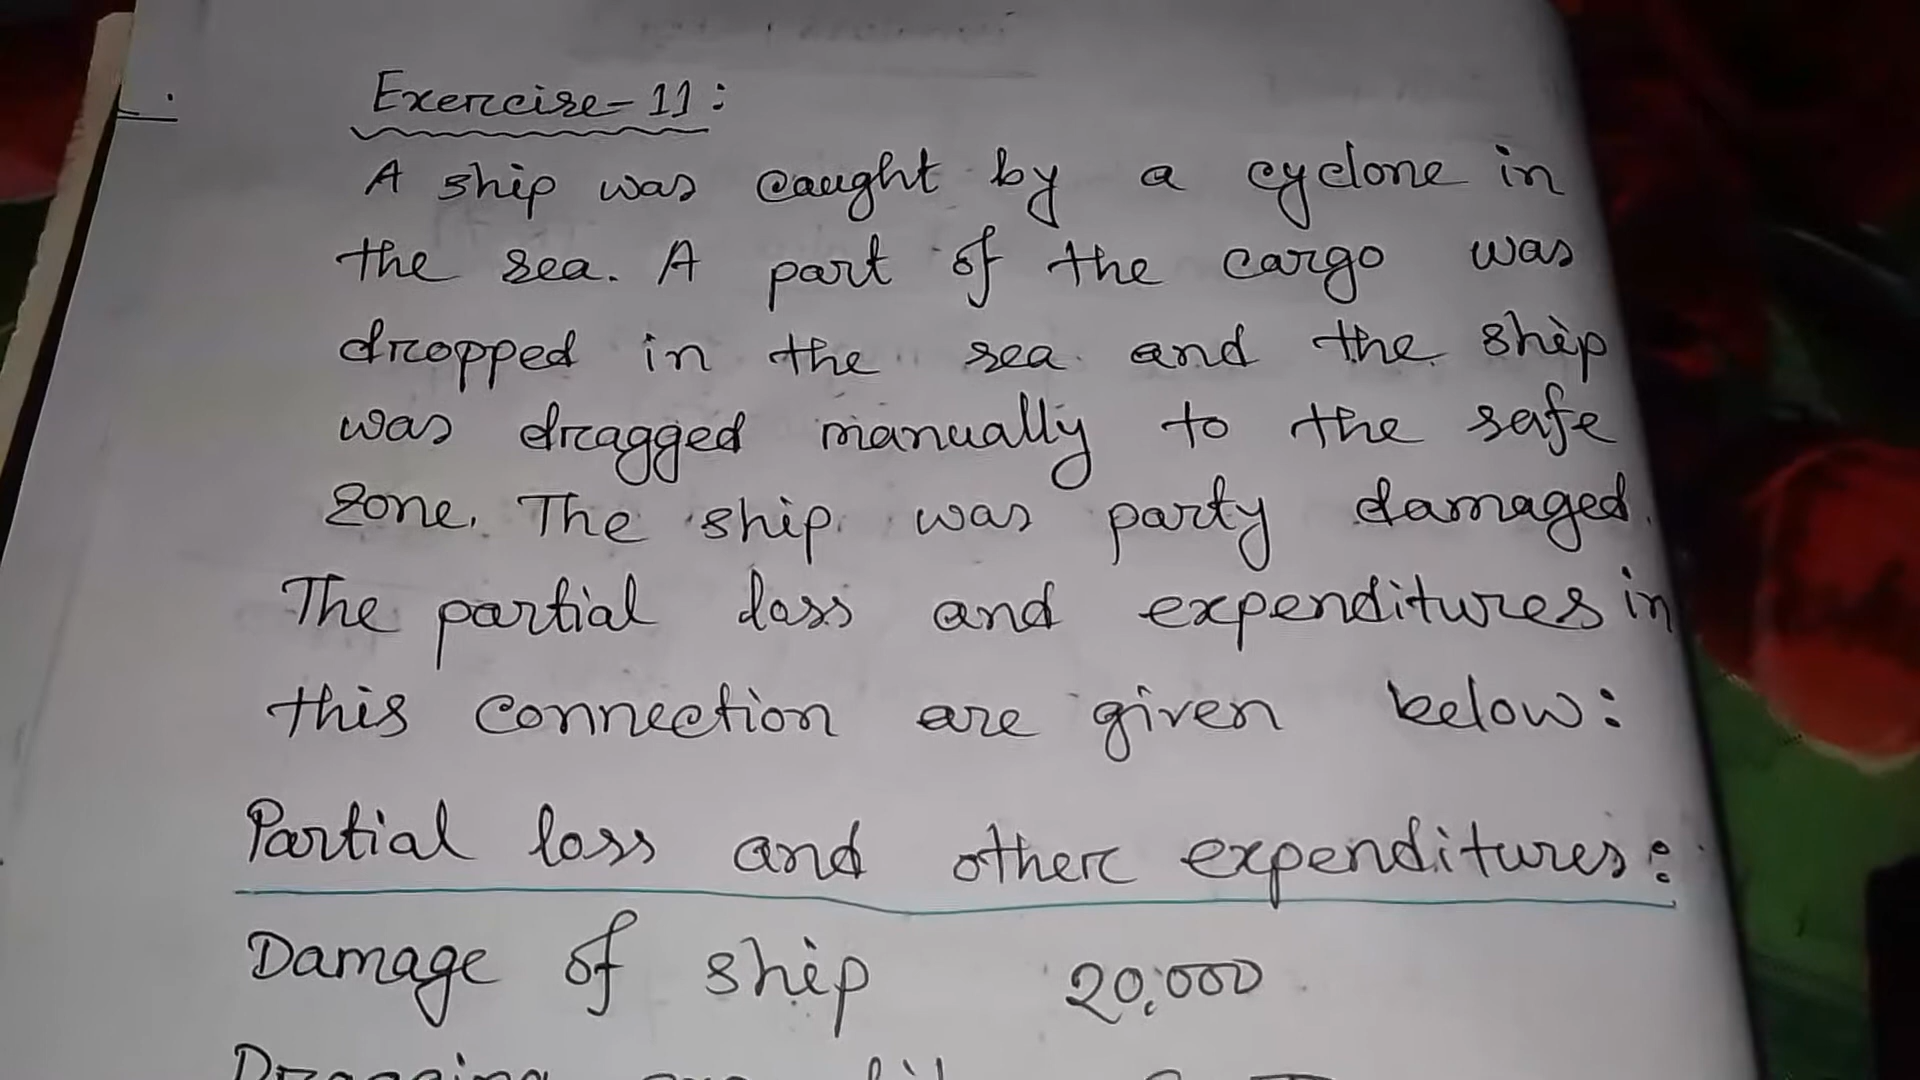 Exercise-11:
A ship was caught by a cyclone in
the sea. A part of the cargo was
dropped in the sea and the ship
was dragged manually to the safe
zone. The ship was party damaged.
The partial loss and expenditures in
this connection are given below:
Partial loss and other expenditures:
Damage of ship 20,000
Dragging